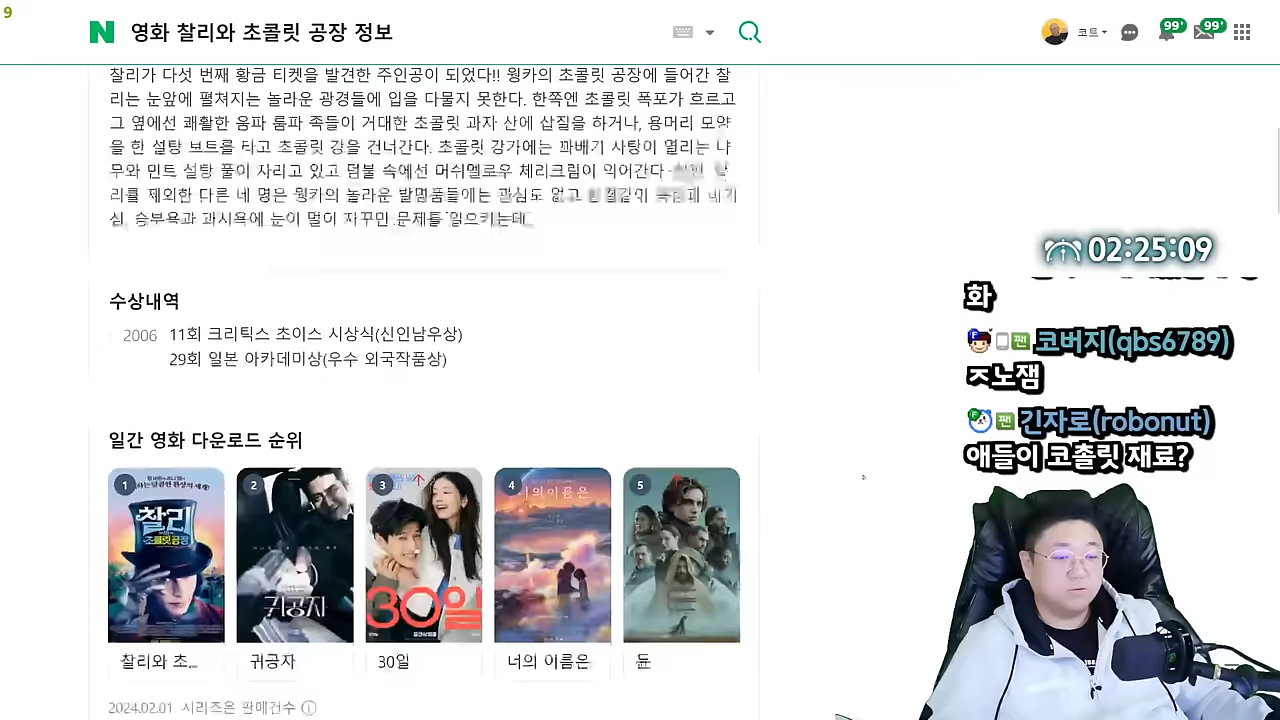 9
N 영화 찰리와 초콜릿 공장 정보
코트
99+
99+
찰리가 다섯 번째 황금 티켓을 발견한 주인공이 되었다!! 웡카의 초콜릿 공장에 들어간 찰
리는 눈앞에 펼쳐지는 놀라운 광경들에 입을 다물지 못한다. 한쪽엔 초콜릿 폭포가 흐르고
그 옆에선 쾌활한 움파 룸파 족들이 거대한 초콜릿 과자 산에 삽질을 하거나, 용머리 모양
을 한 설탕 보트를 타고 초콜릿 강을 건너간다. 초콜릿 강가에는 꽈배기 사탕이 열리는 나
무와 민트 설탕 풀이 자리고 있고 덤불 속에선 머쉬멜로우 체리크림이 익어간다
리를 제외한 다른 네 명은 웡카의 놀라운 발명품들에는 관심도 없고
심, 승부욕과 과시욕에 눈이 멀어 자꾸만 문제를 일으키는데
수상내역
2006 11회 크리틱스 초이스 시상식(신인남우상)
29회 일본 아카데미상(우수 외국작품상)
일간 영화 다운로드 순위
1
찰리
초콜릿 공장
2
귀공자
3
30일
4
너의 이름은
5
찰리와 초...
귀공자
30일
너의 이름은
듄
2024.02.01 시리즈온 판매건수
02:25:09
화
코버지(qbs6789)
ㅈ노잼
긴자로(robonut)
애들이 코촐릿 재료?